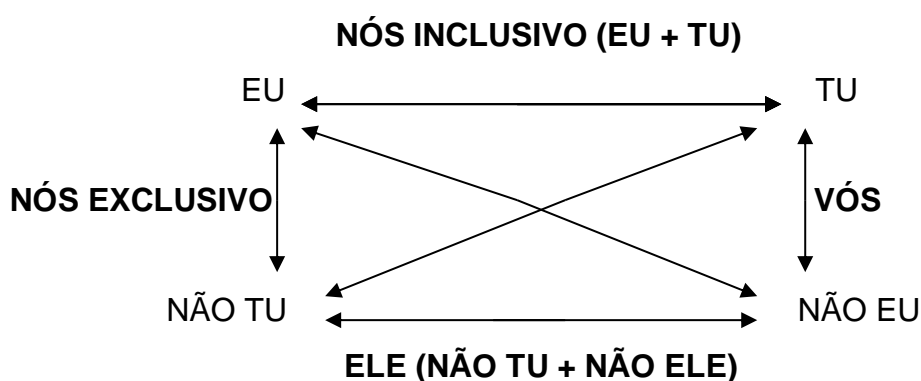 NÓS INCLUSIVO (EU + TU)
EU TU
NÓS EXCLUSIVO VÓS
NÃO TU NÃO EU
ELE (NÃO TU + NÃO ELE)